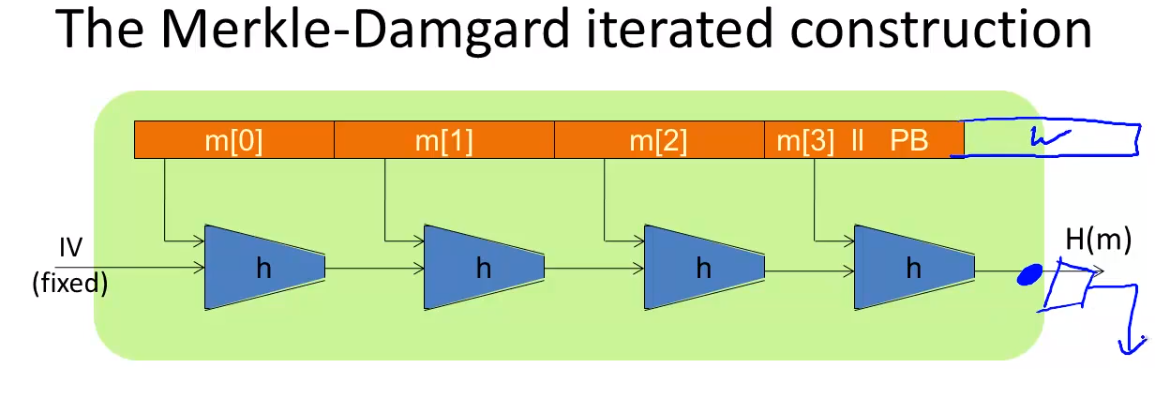 The Merkle-Damgard iterated construction
m[0] m[1] m[2] m[3] ll PB w
IV
(fixed)
h h h h
H(m)